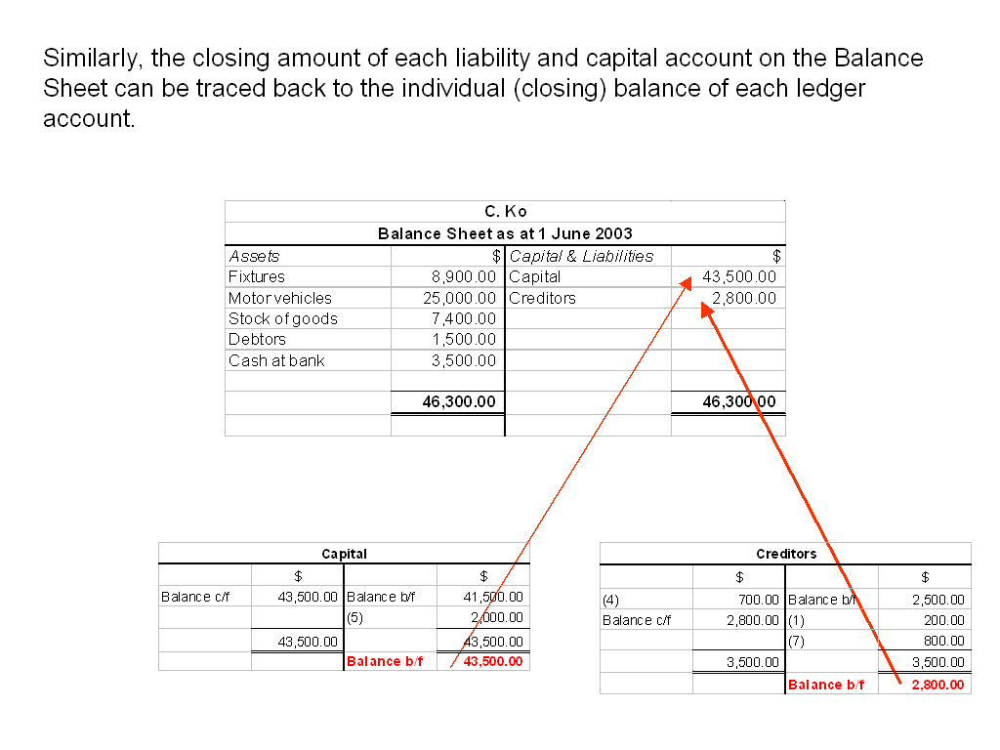 Similarly, the closing amount of each liability and capital account on the Balance
Sheet can be traced back to the individual (closing) balance of each ledger
account.
C. Ko
Balance Sheet as at 1 June 2003
Assets $ Capital & Liabilities $
Fixtures 8,900.00 Capital 43,500.00
Motor vehicles 25,000.00 Creditors 2,800.00
Stock of goods 7,400.00
Debtors 1,500.00
Cash at bank 3,500.00
46,300.00 46,300.00
Capital
$ $
Balance c/f 43,500.00 Balance b/f 41,500.00
(5) 2,000.00
43,500.00 43,500.00
Balance b/f 43,500.00
Creditors
$ $
(4) 700.00 Balance b/f 2,500.00
Balance c/f 2,800.00 (1) 200.00
(7) 800.00
3,500.00 3,500.00
Balance b/f 2,800.00